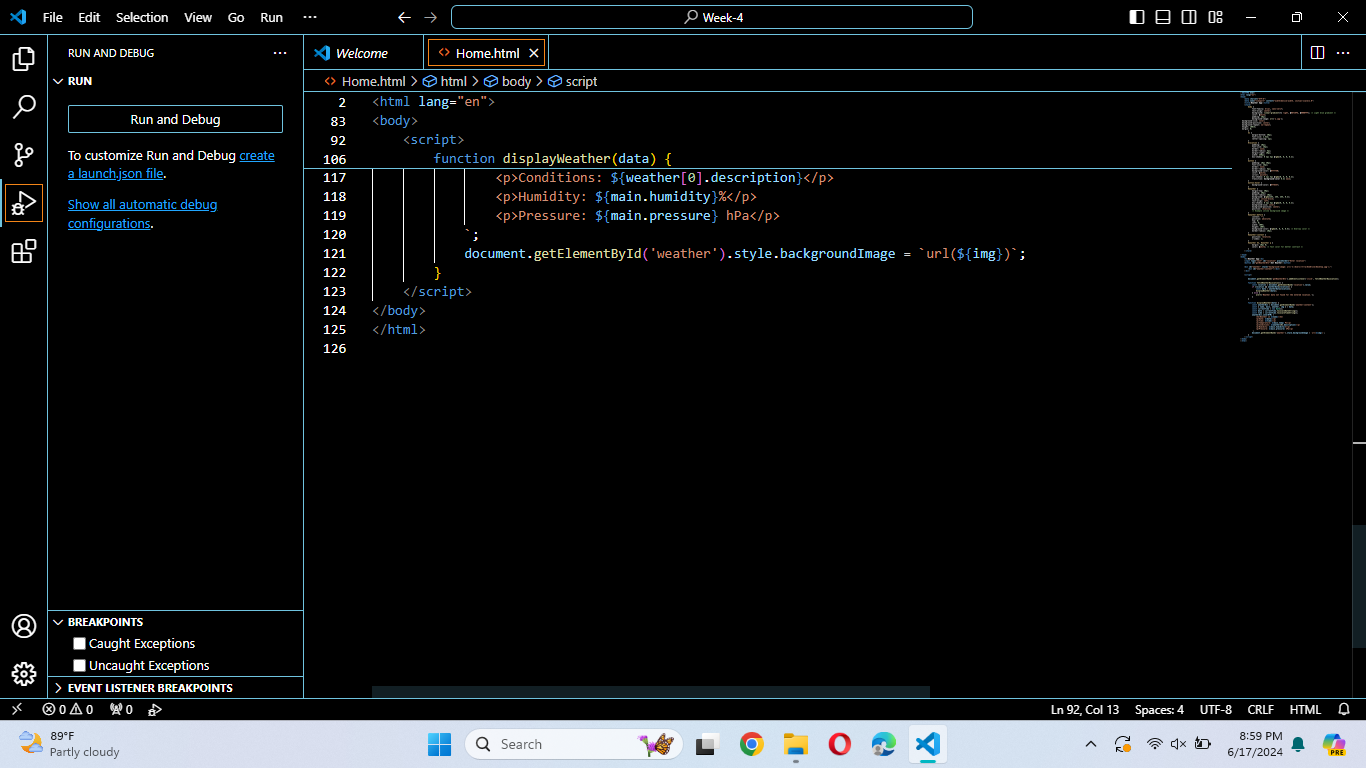 File Edit Selection View Go Run ···
Week-4
RUN AND DEBUG
RUN
Run and Debug
To customize Run and Debug create
a launch.json file.
Show all automatic debug
configurations.
BREAKPOINTS
Caught Exceptions
Uncaught Exceptions
EVENT LISTENER BREAKPOINTS
Welcome
Home.html
Home.html > html > body > script
2 <html lang="en">
83 <body>
92 <script>
106 function displayWeather(data) {
117 <p>Conditions: ${weather[0].description}</p>
118 <p>Humidity: ${main.humidity}%</p>
119 <p>Pressure: ${main.pressure} hPa</p>
120 `;
121 document.getElementById('weather').style.backgroundImage = `url(${img})`;
122 }
123 </script>
124 </body>
125 </html>
126
0 0 0
Ln 92, Col 13 Spaces: 4 UTF-8 CRLF HTML
89°F
Partly cloudy
Search
8:59 PM
6/17/2024
PRE